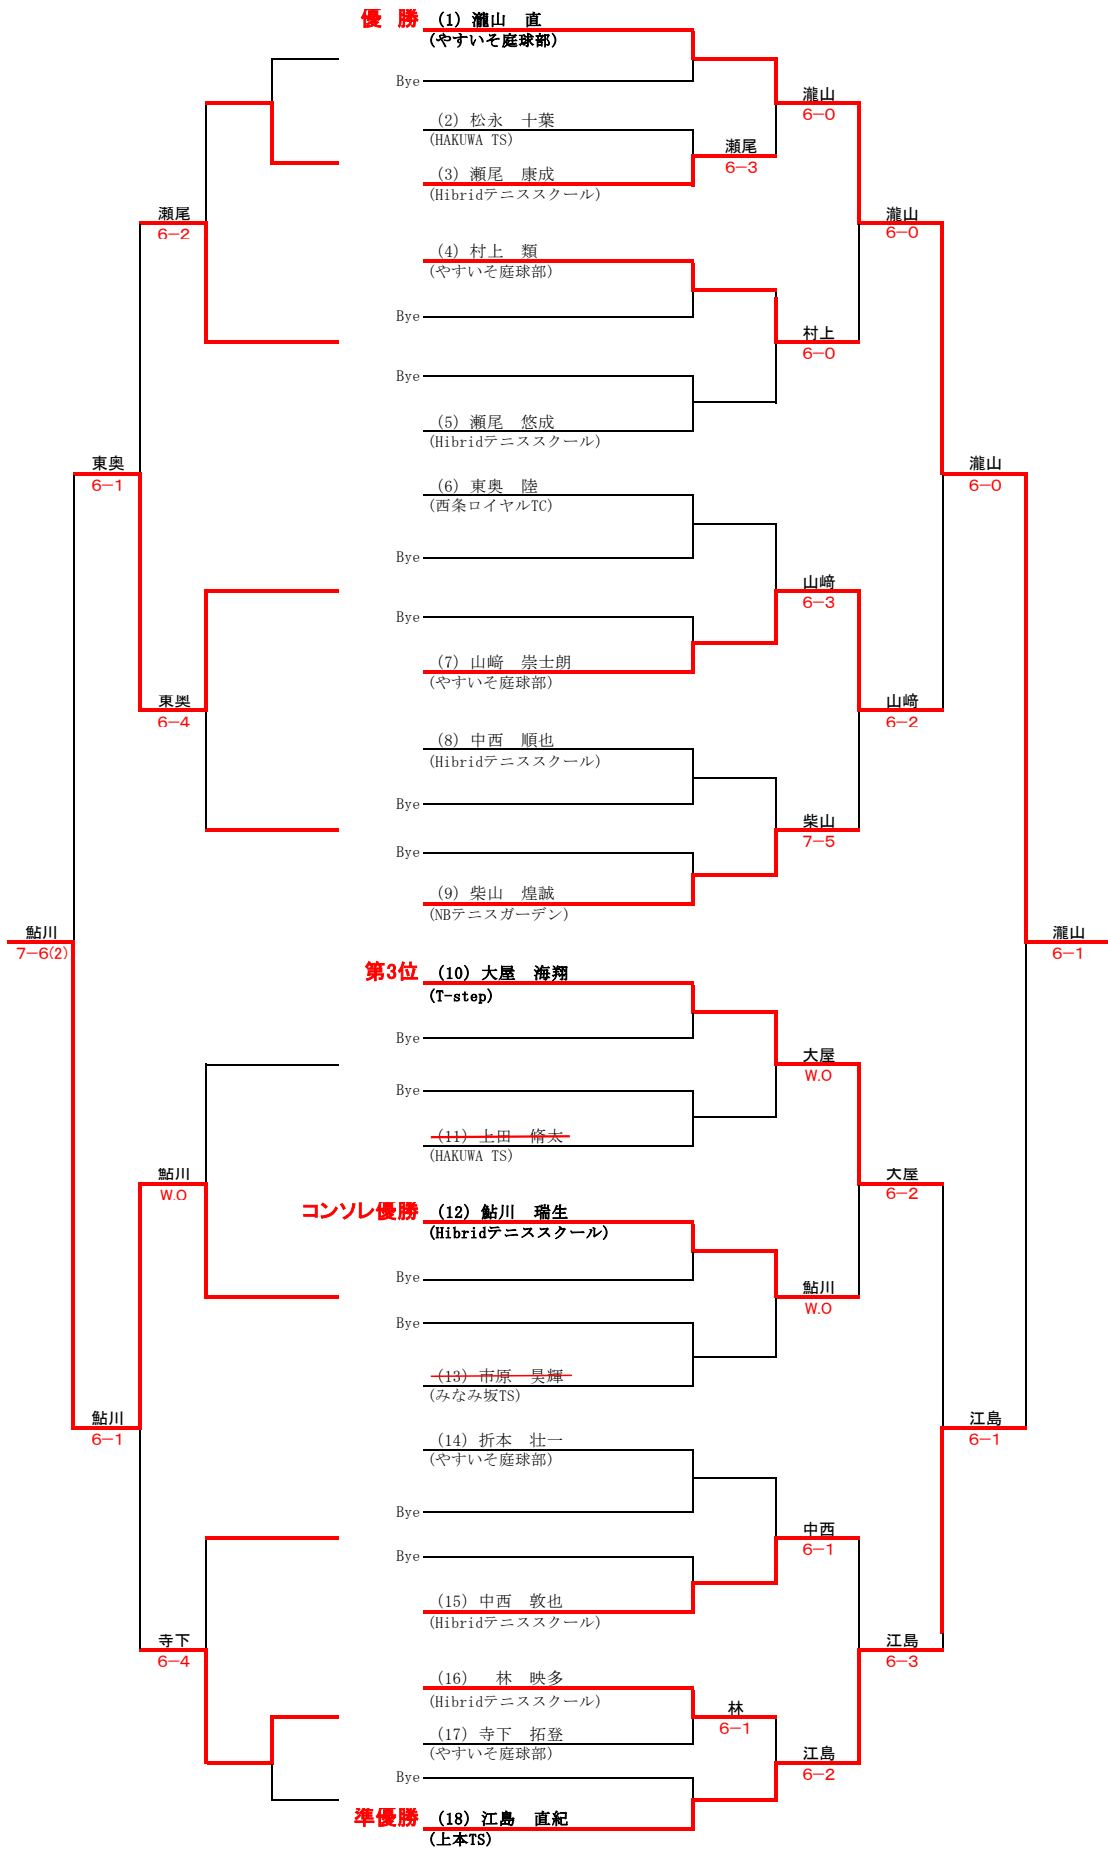 優 勝 (1) 瀧山 直
(やすいそ庭球部)
Bye
瀧山
6-0
(2) 松永 十葉
(HAKUWA TS)
瀬尾
6-3
(3) 瀬尾 康成
(Hibridテニススクール)
瀬尾
6-2
瀧山
6-0
(4) 村上 類
(やすいそ庭球部)
Bye
村上
6-0
Bye
(5) 瀬尾 悠成
(Hibridテニススクール)
東奥
6-1
瀧山
6-0
(6) 東奥 陸
(西条ロイヤルTC)
Bye
山﨑
6-3
Bye
(7) 山﨑 崇士朗
(やすいそ庭球部)
東奥
6-4
山﨑
6-2
(8) 中西 順也
(Hibridテニススクール)
Bye
柴山
7-5
Bye
(9) 柴山 煌誠
(NBテニスガーデン)
鮎川
7-6(2)
瀧山
6-1
第3位 (10) 大屋 海翔
(T-step)
Bye
大屋
W.O
Bye
(11) 上田 脩太
(HAKUWA TS)
鮎川
W.O
大屋
6-2
コンソレ優勝 (12) 鮎川 瑞生
(Hibridテニススクール)
Bye
鮎川
W.O
Bye
(13) 市原 昊輝
(みなみ坂TS)
鮎川
6-1
江島
6-1
(14) 折本 壮一
(やすいそ庭球部)
Bye
中西
6-1
Bye
(15) 中西 敦也
(Hibridテニススクール)
寺下
6-4
江島
6-3
(16) 林 映多
(Hibridテニススクール)
林
6-1
(17) 寺下 拓登
(やすいそ庭球部)
江島
6-2
Bye
準優勝 (18) 江島 直紀
(上本TS)